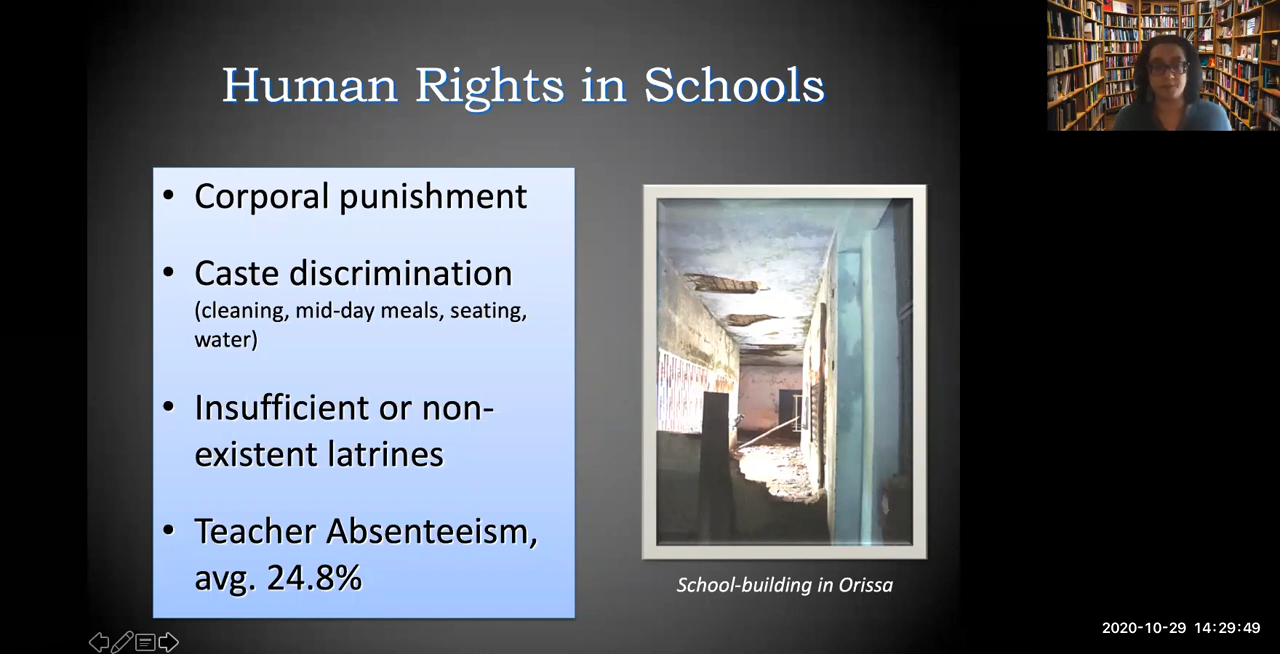 Human Rights in Schools
• Corporal punishment
• Caste discrimination
(cleaning, mid-day meals, seating,
water)
• Insufficient or non-
existent latrines
• Teacher Absenteeism,
avg. 24.8%
School-building in Orissa
2020-10-29 14:29:49